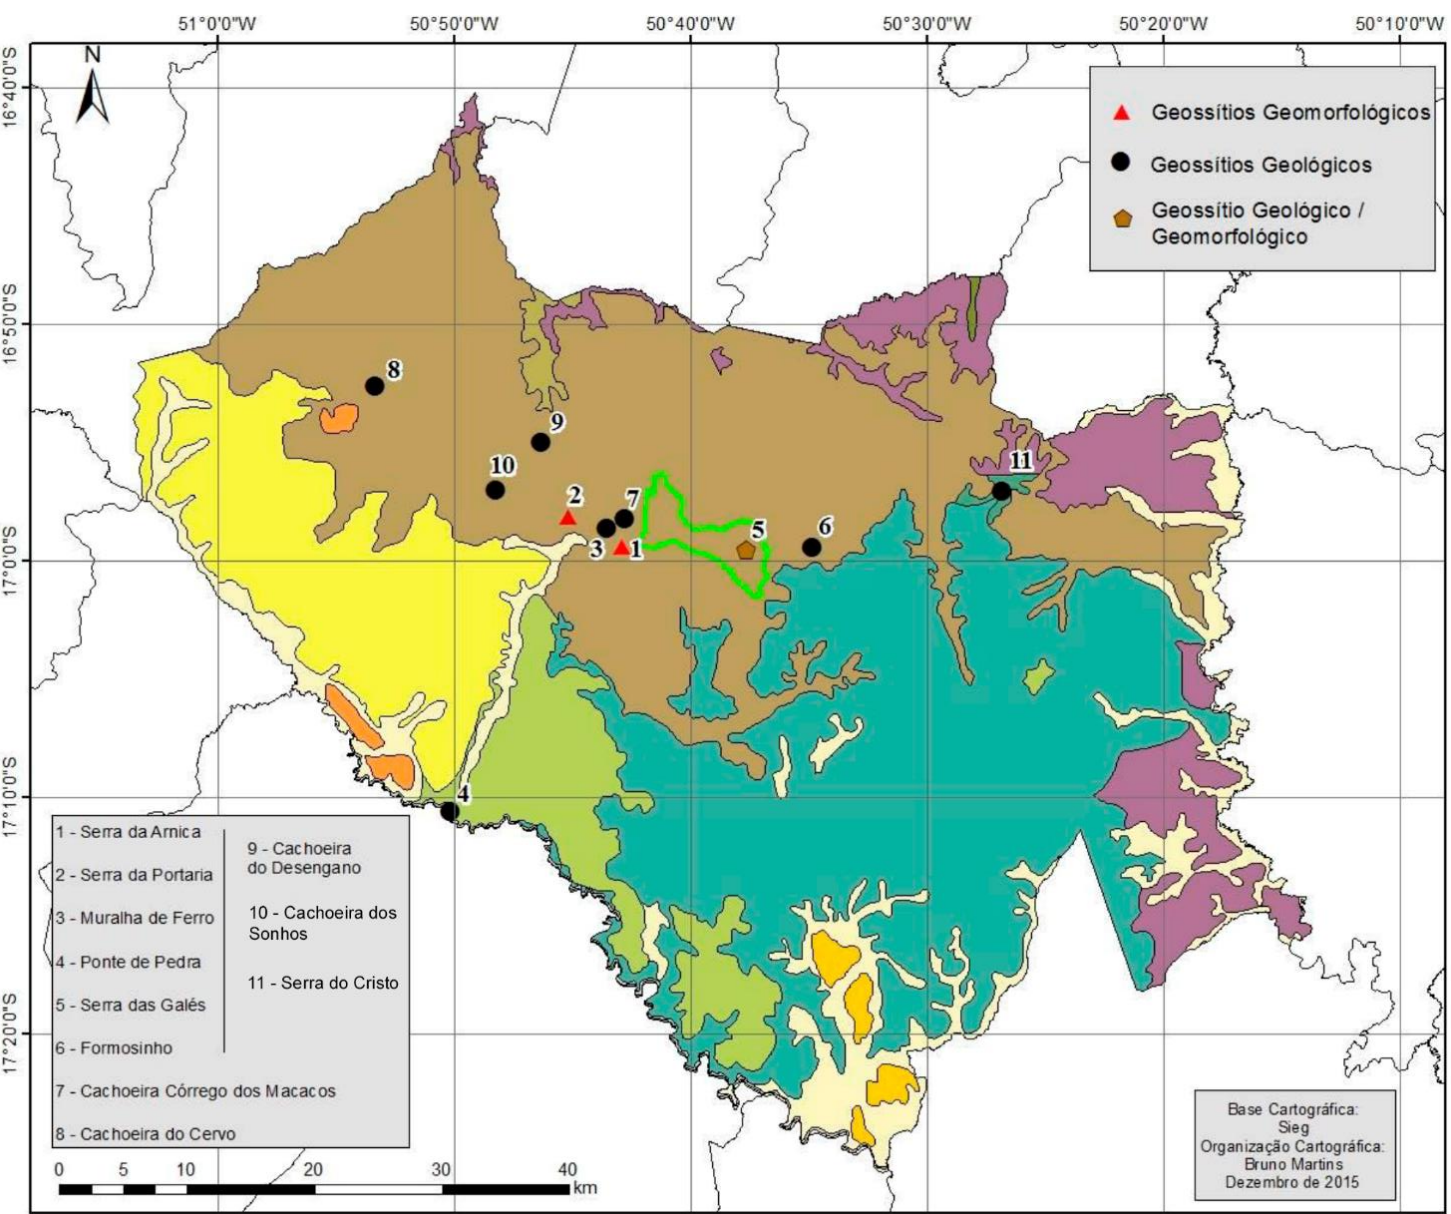 51°0'0"W 50°50'0"W 50°40'0"W 50°30'0"W 50°20'0"W 50°10'0"W
N
16°40'0"S
Geossítios Geomorfológicos
Geossítios Geológicos
Geossítio Geológico /
Geomorfológico
16°50'0"S
8
9
10
11
2
7
5
6
3
1
17°0'0"S
4
17°10'0"S
17°20'0"S
1 - Serra da Arnica
2 - Serra da Portaria
3 - Muralha de Ferro
4 - Ponte de Pedra
5 - Serra das Galés
6 - Formosinho
7 - Cachoeira Córrego dos Macacos
8 - Cachoeira do Cervo
9 - Cachoeira
do Desengano
10 - Cachoeira dos
Sonhos
11 - Serra do Cristo
0 5 10 20 30 40
km
Base Cartográfica:
Sieg
Organização Cartográfica:
Bruno Martins
Dezembro de 2015